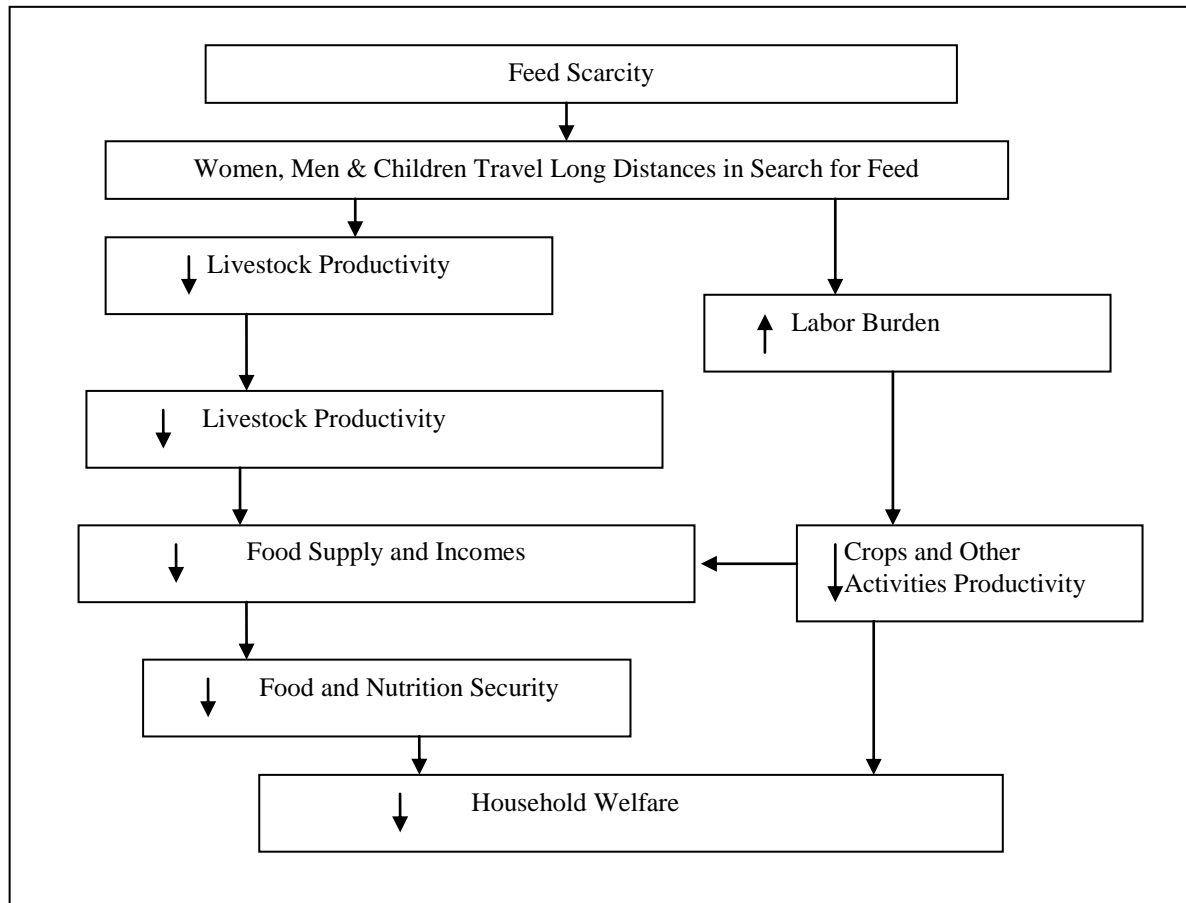 Feed Scarcity
Women, Men & Children Travel Long Distances in Search for Feed
Livestock Productivity
Labor Burden
Livestock Productivity
Food Supply and Incomes
Crops and Other
Activities Productivity
Food and Nutrition Security
Household Welfare